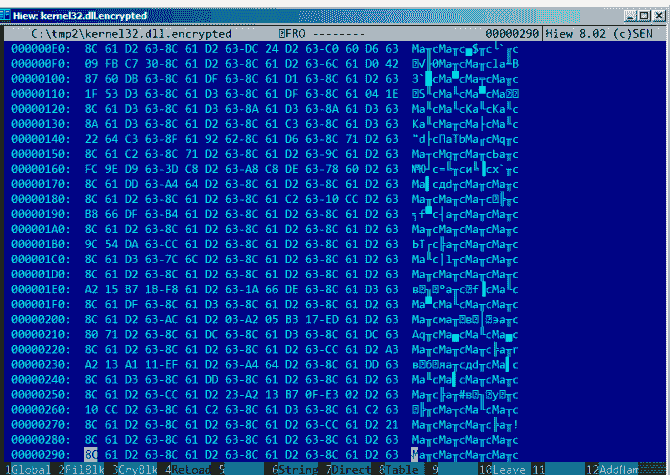 Hiew: kernel32.dll.encrypted
C:\tmp2\kernel32.dll.encrypted FRO -------- 00000290 Hiew 8.02 (c)SEN
000000E0: 8C 61 D2 63-8C 61 D2 63-DC 24 D2 63-C0 60 D6 63
000000F0: 09 FB C7 30-8C 61 D2 63-8C 61 D2 63-6C 61 D0 42
00000100: 87 60 DB 63-8C 61 DF 63-8C 61 D1 63-8C 61 D2 63
00000110: 1F 53 D3 63-8C 61 D3 63-8C 61 DF 63-8C 61 04 1E
00000120: 8C 61 D3 63-8C 61 D3 63-8A 61 D3 63-8A 61 D3 63
00000130: 8A 61 D3 63-8C 61 D2 63-8C 61 C3 63-8C 61 D3 63
00000140: 22 64 C3 63-8F 61 92 62-8C 61 D6 63-8C 71 D2 63
00000150: 8C 61 C2 63-8C 71 D2 63-8C 61 D2 63-9C 61 D2 63
00000160: FC 9E D9 63-3D C8 D2 63-A8 C8 DE 63-78 60 D2 63
00000170: 8C 61 DD 63-A4 64 D2 63-8C 61 D2 63-8C 61 D2 63
00000180: 8C 61 D2 63-8C 61 D2 63-8C 61 C2 63-10 CC D2 63
00000190: B8 66 DF 63-B4 61 D2 63-8C 61 D2 63-8C 61 D2 63
000001A0: 8C 61 D2 63-8C 61 D2 63-8C 61 D2 63-8C 61 D2 63
000001B0: 9C 54 DA 63-CC 61 D2 63-8C 61 D2 63-8C 61 D2 63
000001C0: 8C 61 D3 63-7C 6C D2 63-8C 61 D2 63-8C 61 D2 63
000001D0: 8C 61 D2 63-8C 61 D2 63-8C 61 D2 63-8C 61 D2 63
000001E0: A2 15 B7 1B-F8 61 D2 63-1A 66 DE 63-8C 61 D3 63
000001F0: 8C 61 DF 63-8C 61 D3 63-8C 61 D2 63-8C 61 D2 63
00000200: 8C 61 D2 63-AC 61 D2 03-A2 05 B3 17-ED 61 D2 63
00000210: 80 71 D2 63-8C 61 DC 63-8C 61 D3 63-8C 61 DC 63
00000220: 8C 61 D2 63-8C 61 D2 63-8C 61 D2 63-CC 61 D2 A3
00000230: A2 13 A1 11-EF 61 D2 63-A4 64 D2 63-8C 61 DD 63
00000240: 8C 61 D3 63-8C 61 DD 63-8C 61 D2 63-8C 61 D2 63
00000250: 8C 61 D2 63-CC 61 D2 23-A2 13 B7 0F-E3 02 D2 63
00000260: 10 CC D2 63-8C 61 C2 63-8C 61 D3 63-8C 61 C2 63
00000270: 8C 61 D2 63-8C 61 D2 63-8C 61 D2 63-CC 61 D2 21
00000280: 8C 61 D2 63-8C 61 D2 63-8C 61 D2 63-8C 61 D2 63
00000290: 8C 61 D2 63-8C 61 D2 63-8C 61 D2 63-8C 61 D2 63
1Global 2FilBlk 3CryBlk 4ReLoad 5 6String 7Direct 8Table 9 10Leave 11 12AddNam